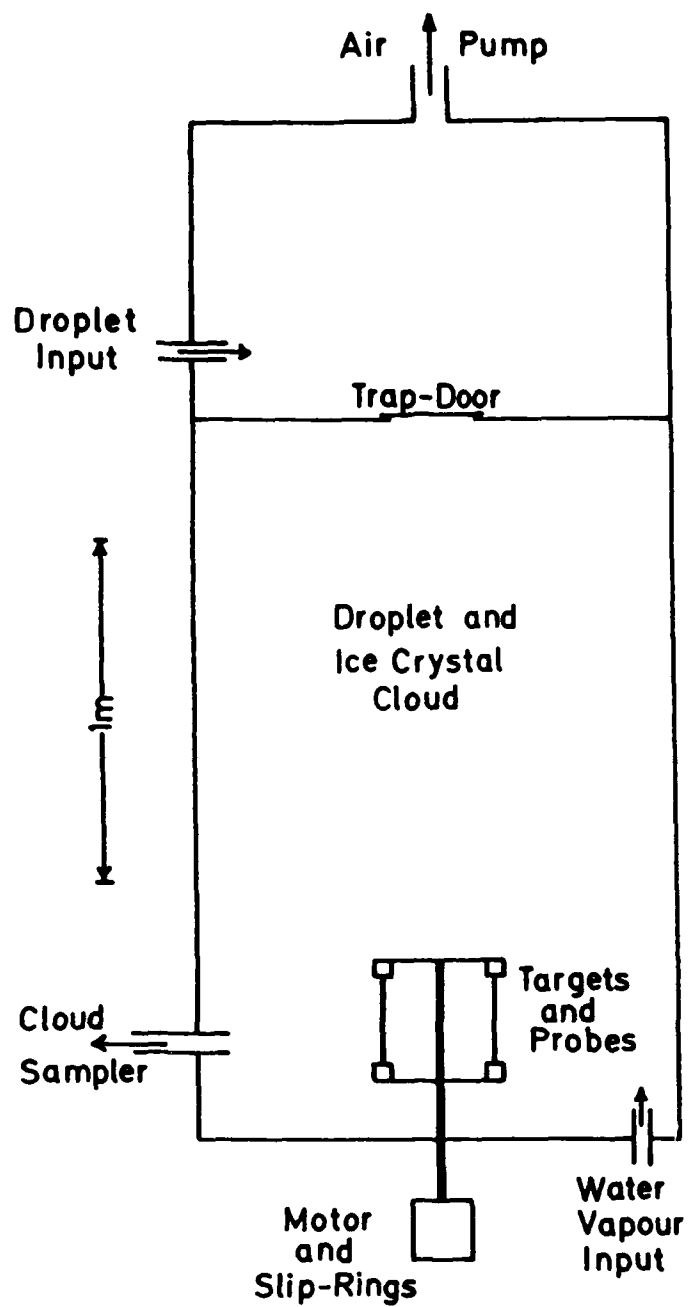 Air Pump
Droplet
Input
Trap-Door
1m
Droplet and
Ice Crystal
Cloud
Targets
and
Probes
Cloud
Sampler
Water
Vapour
Input
Motor
and
Slip-Rings